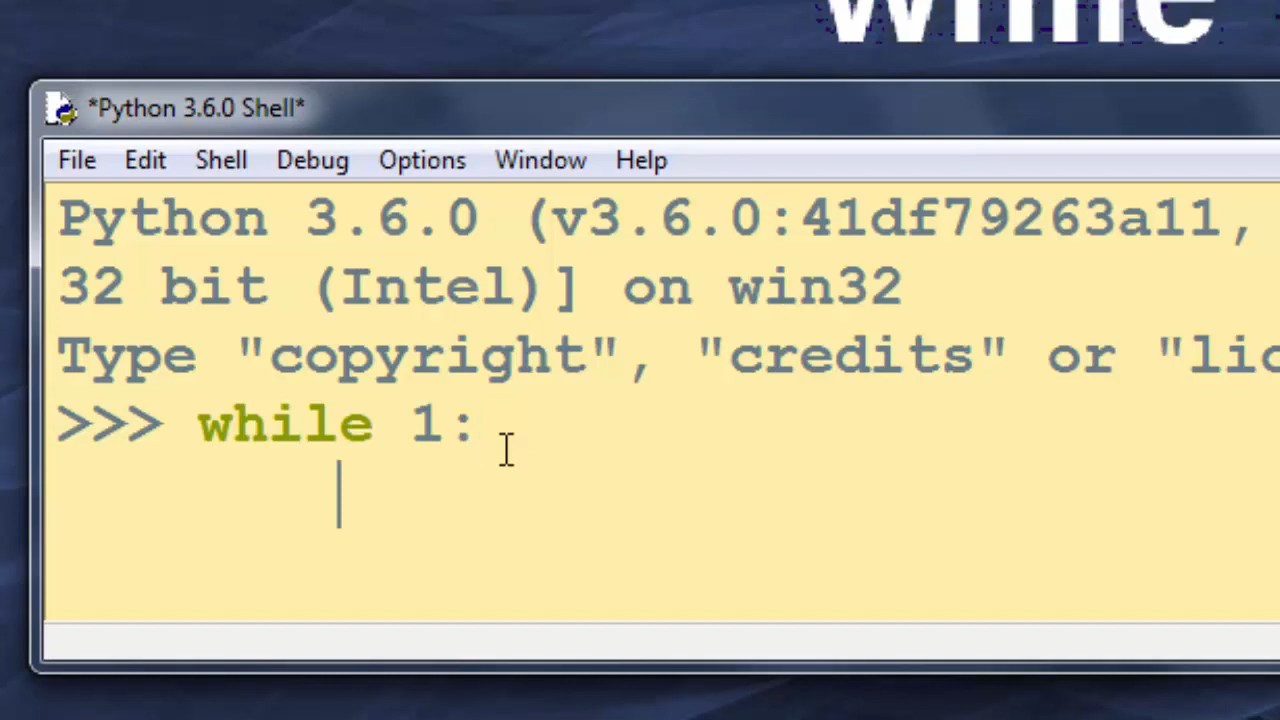 while
*Python 3.6.0 Shell*
File Edit Shell Debug Options Window Help
Python 3.6.0 (v3.6.0:41df79263a11,
32 bit (Intel)] on win32
Type "copyright", "credits" or "lic
>>> while 1: